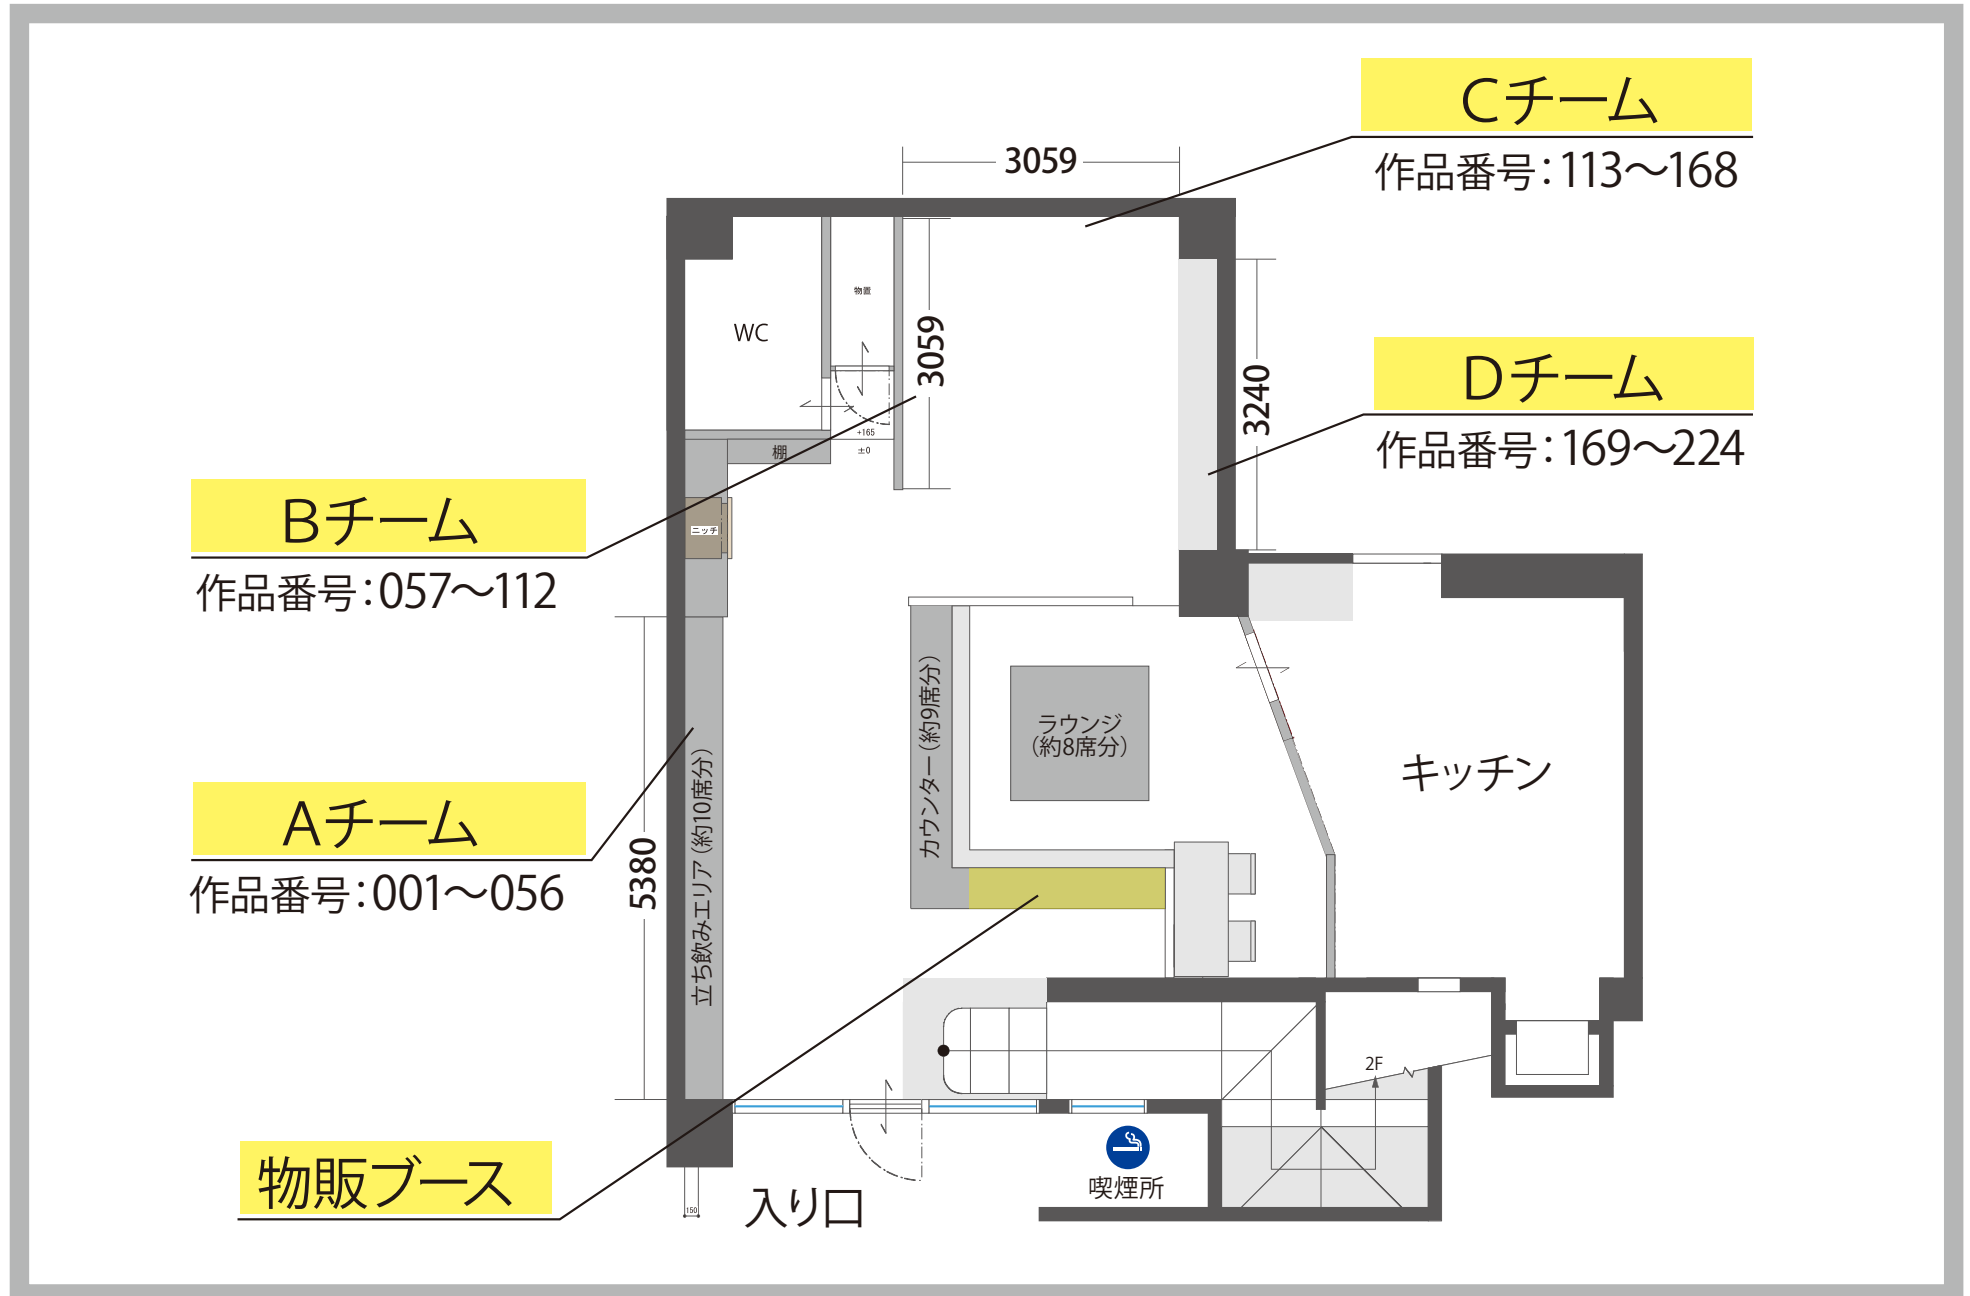 Cチーム
作品番号：113～168
3059
3059
物置
WC
3240
Dチーム
作品番号：169～224
+165
±0
棚
Bチーム
作品番号：057～112
ニッチ
カウンター（約9席分）
ラウンジ
（約8席分）
キッチン
Aチーム
作品番号：001～056
5380
立ち飲みエリア（約10席分）
2F
物販ブース
喫煙所
入り口
150